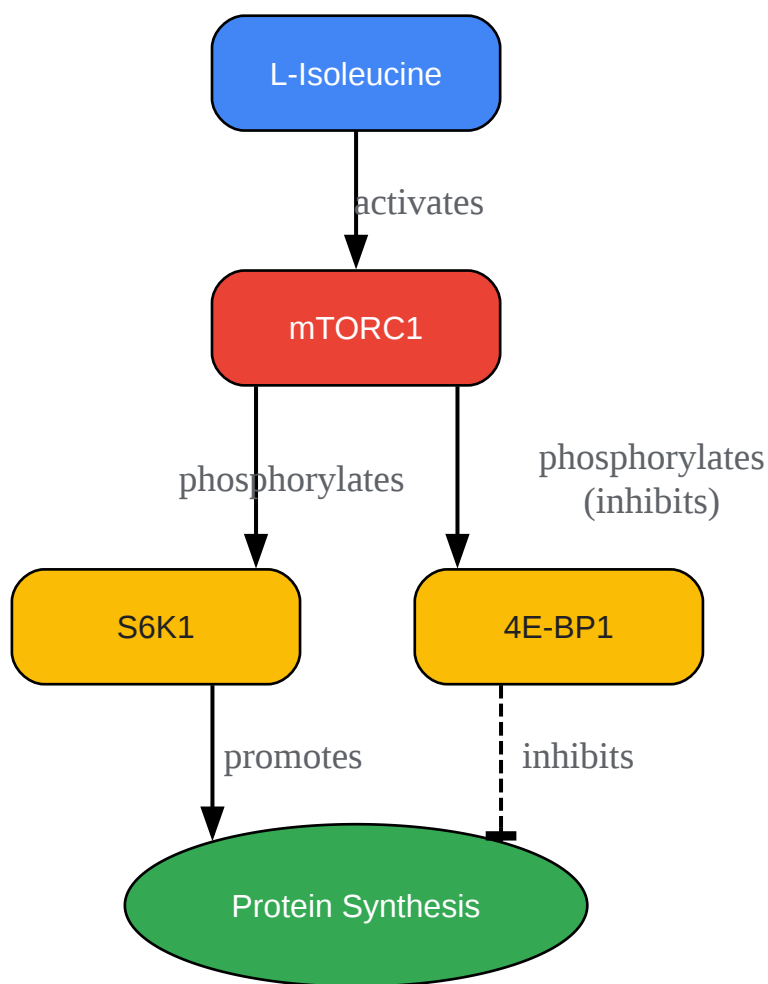 L-Isoleucine
activates
mTORC1
phosphorylates
phosphorylates
(inhibits)
S6K1
4E-BP1
promotes
inhibits
Protein Synthesis